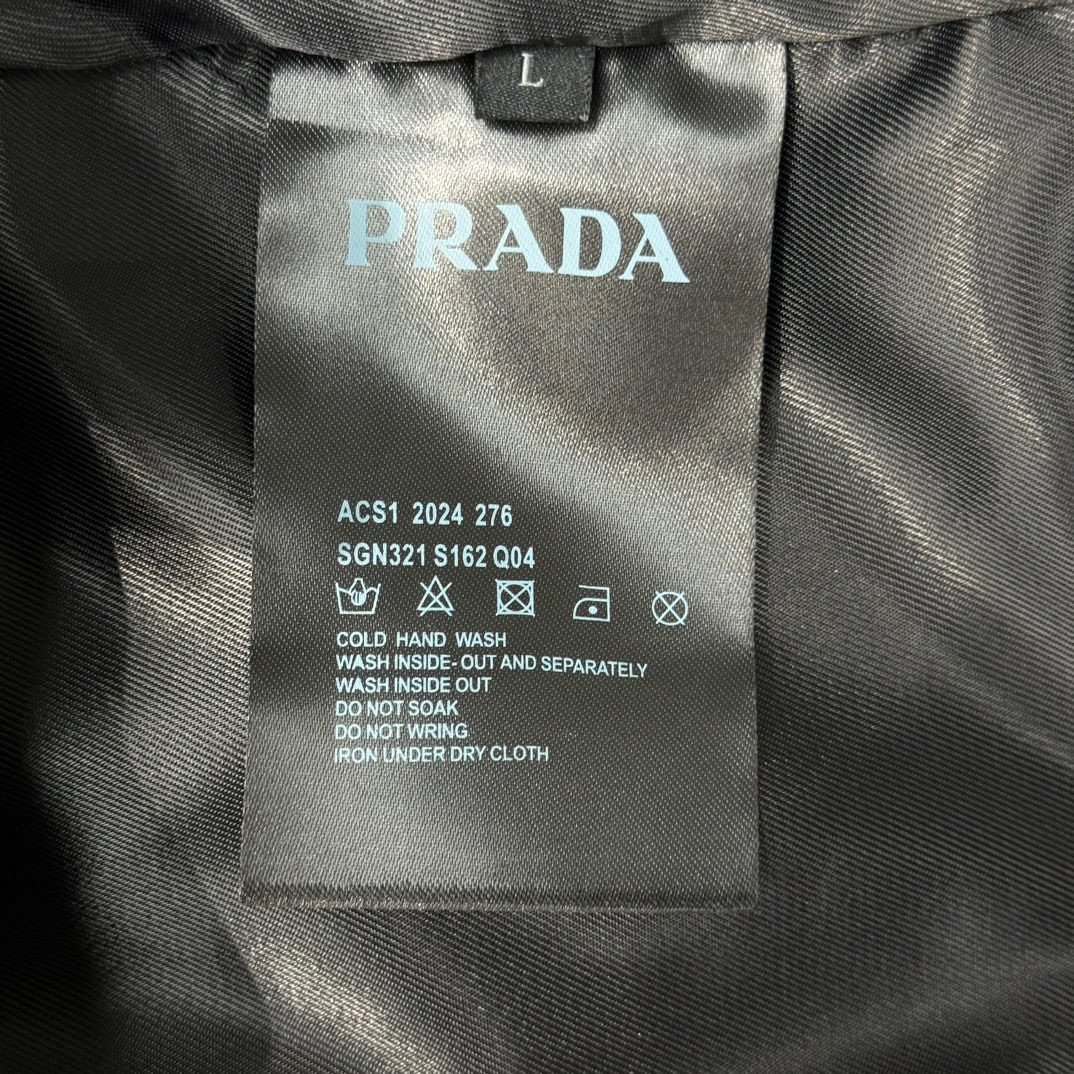 L
PRADA
ACS1 2024 276
SGN321 S162 Q04
COLD HAND WASH
WASH INSIDE- OUT AND SEPARATELY
WASH INSIDE OUT
DO NOT SOAK
DO NOT WRING
IRON UNDER DRY CLOTH